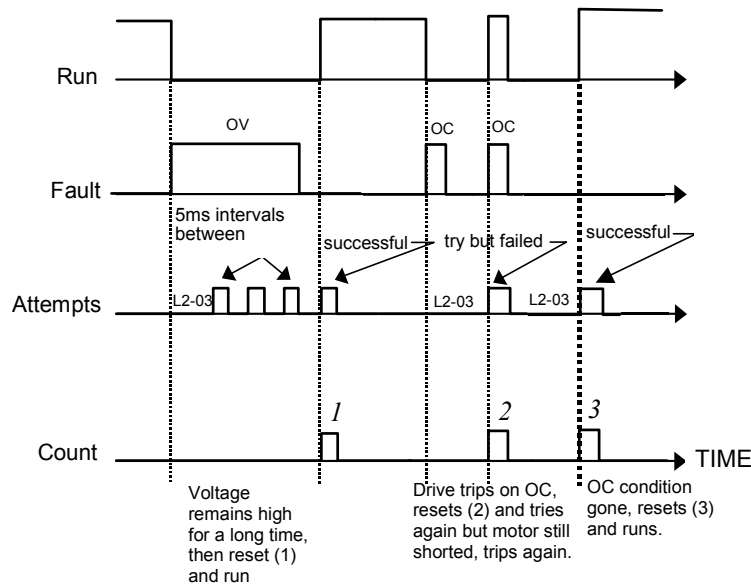 Run
OV
OC
OC
Fault
5ms intervals
between
successful
try but failed
successful
L2-03
L2-03
L2-03
Attempts
1
2
3
Count
TIME
Voltage
remains high
for a long time,
then reset (1)
and run
Drive trips on OC,
resets (2) and tries
again but motor still
shorted, trips again.
OC condition
gone, resets (3)
and runs.